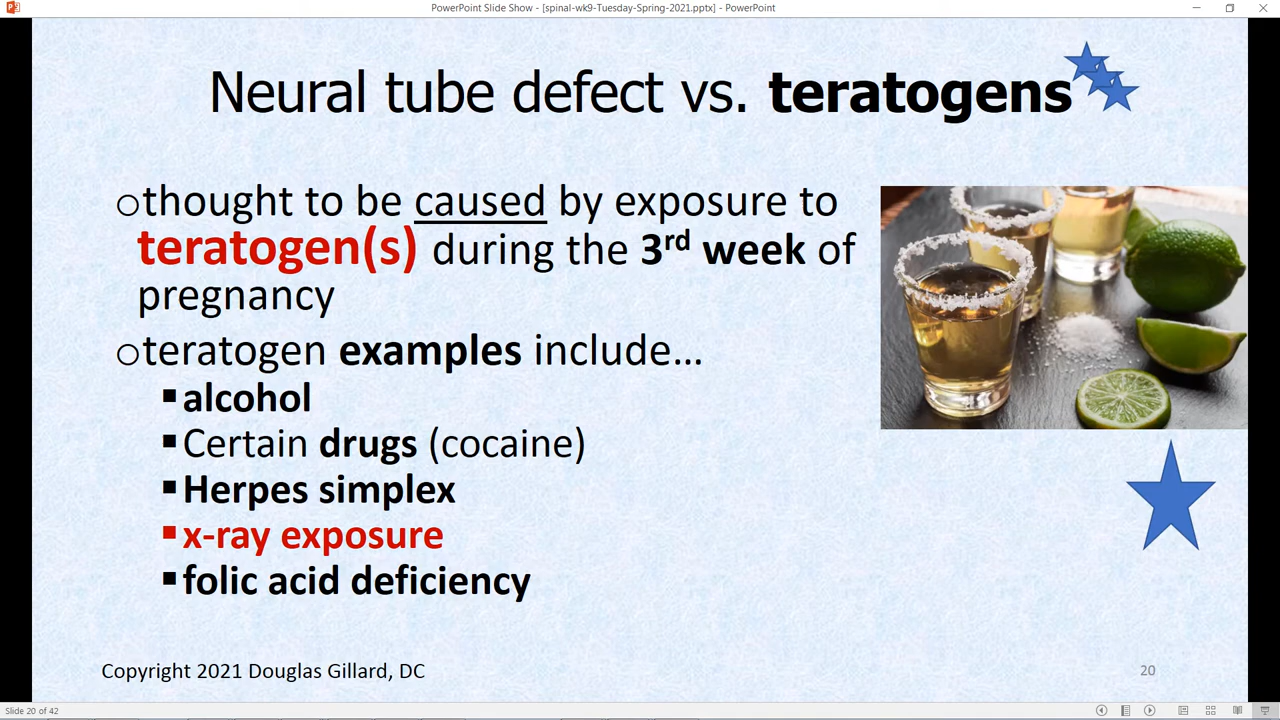 PowerPoint Slide Show - [spinal-wk9-Tuesday-Spring-2021.pptx] - PowerPoint
Neural tube defect vs. teratogens
thought to be caused by exposure to
teratogen(s) during the 3rd week of
pregnancy
teratogen examples include…
alcohol
Certain drugs (cocaine)
Herpes simplex
x-ray exposure
folic acid deficiency
Copyright 2021 Douglas Gillard, DC
20
Slide 20 of 42